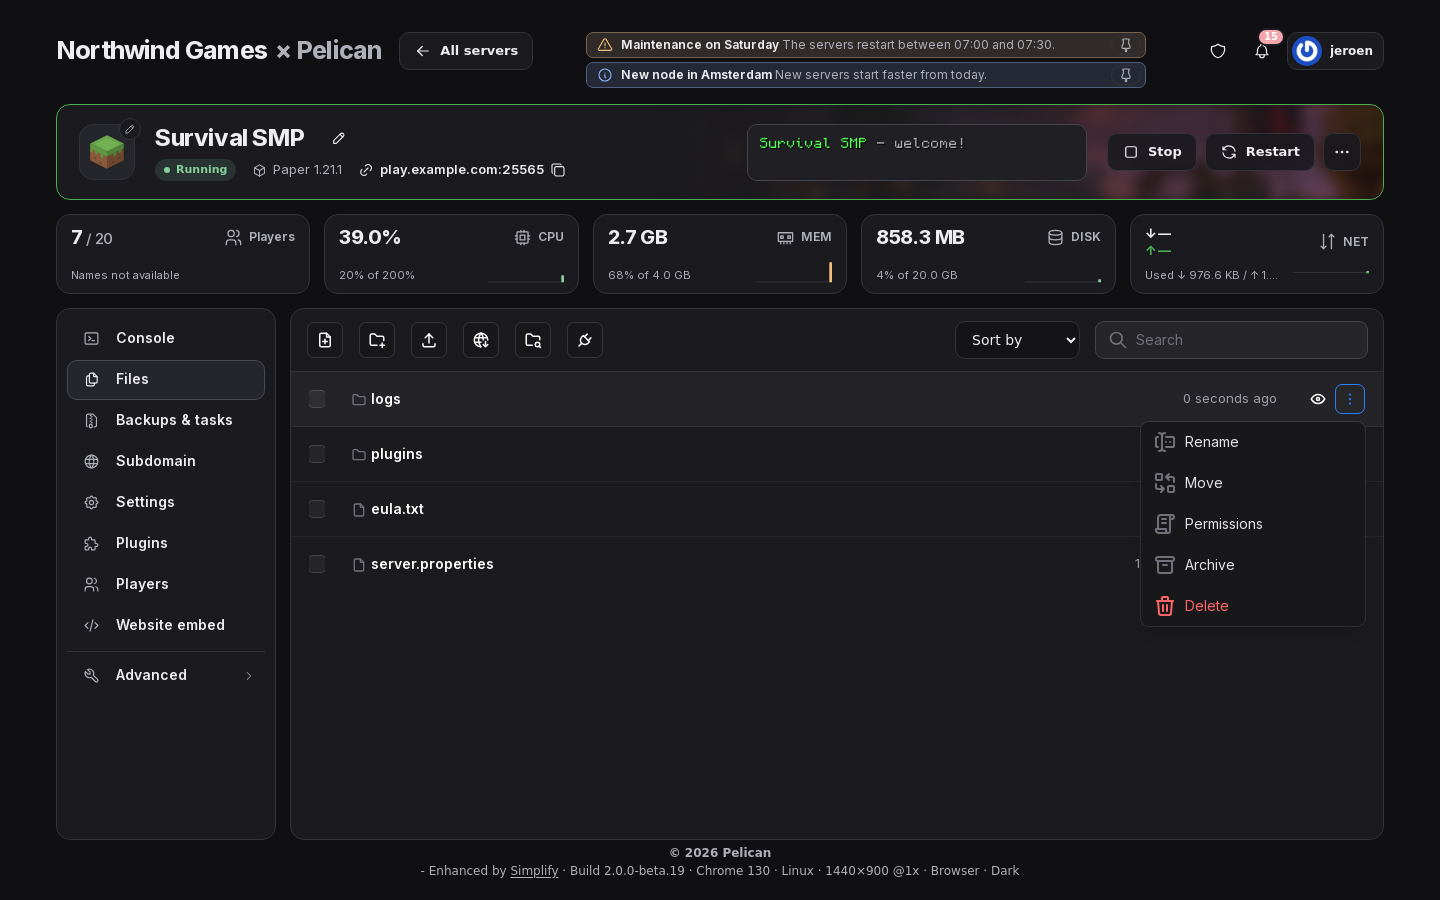 Northwind Games × Pelican
All servers
Maintenance on Saturday The servers restart between 07:00 and 07:30.
New node in Amsterdam New servers start faster from today.
15
jeroen
Survival SMP
Running
Paper 1.21.1
play.example.com:25565
Survival SMP - welcome!
Stop
Restart
7 / 20
Players
Names not available
39.0%
CPU
20% of 200%
2.7 GB
MEM
68% of 4.0 GB
858.3 MB
DISK
4% of 20.0 GB
↓—
↑—
NET
Used ↓ 976.6 KB / ↑ 1....
Console
Files
Backups & tasks
Subdomain
Settings
Plugins
Players
Website embed
Advanced
Sort by
Search
logs
0 seconds ago
plugins
eula.txt
server.properties
1
Rename
Move
Permissions
Archive
Delete
© 2026 Pelican
- Enhanced by Simplify · Build 2.0.0-beta.19 · Chrome 130 · Linux · 1440×900 @1x · Browser · Dark